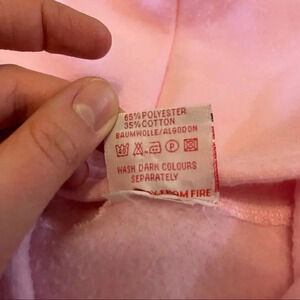 65% POLYESTER
35% COTTON
BAUMWOLLE/ALGODON
P
WASH DARK COLOURS
SEPARATELY
FROM FIRE